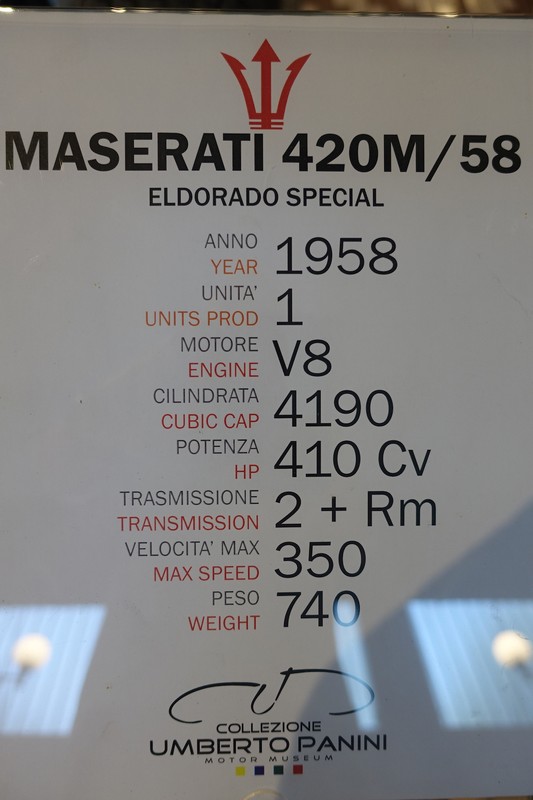 MASERATI 420M/58
ELDORADO SPECIAL
ANNO
YEAR 1958
UNITA'
UNITS PROD 1
MOTORE
ENGINE V8
CILINDRATA
CUBIC CAP 4190
POTENZA
HP 410 Cv
TRASMISSIONE
TRANSMISSION 2 + Rm
VELOCITA' MAX
MAX SPEED 350
PESO
WEIGHT 740
COLLEZIONE
UMBERTO PANINI
MOTOR MUSEUM